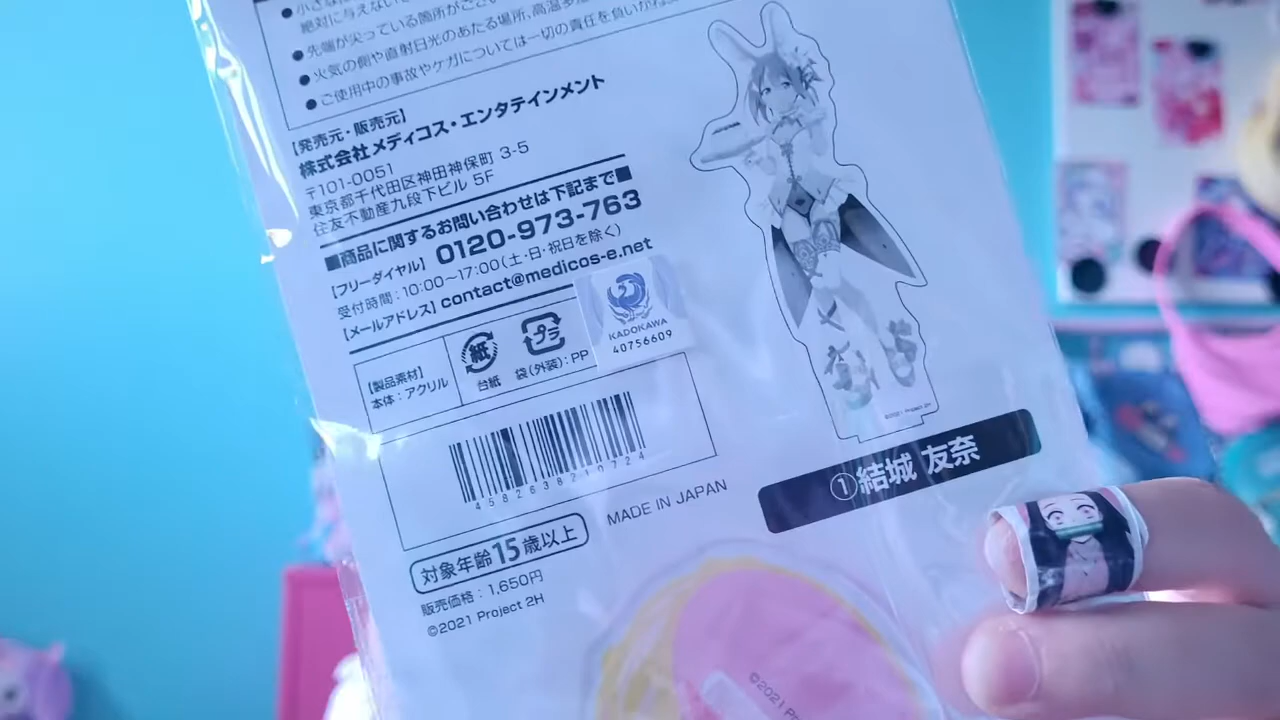 絶対に与えない
●先端が尖っている箇所がござい
●火気の側や直射日光のあたる場所、高温多湿
●ご使用中の事故やケガについては一切の責任を負いかね
【発売元・販売元】
株式会社メディコス・エンタテインメント
〒101-0051
東京都千代田区神田神保町 3-5
住友不動産九段下ビル 5F
■商品に関するお問い合わせは下記まで■
【フリーダイヤル】 0120-973-763
受付時間：10:00〜17:00（土・日・祝日を除く）
【メールアドレス】contact@medicos-e.net
【製品素材】
本体：アクリル
紙
台紙
プラ
袋（外装）：PP
KADOKAWA
40756609
4582638210724
MADE IN JAPAN
対象年齢15歳以上
販売価格：1,650円
©2021 Project 2H
©2021 Project 2H
①結城 友奈
©2021 Pro